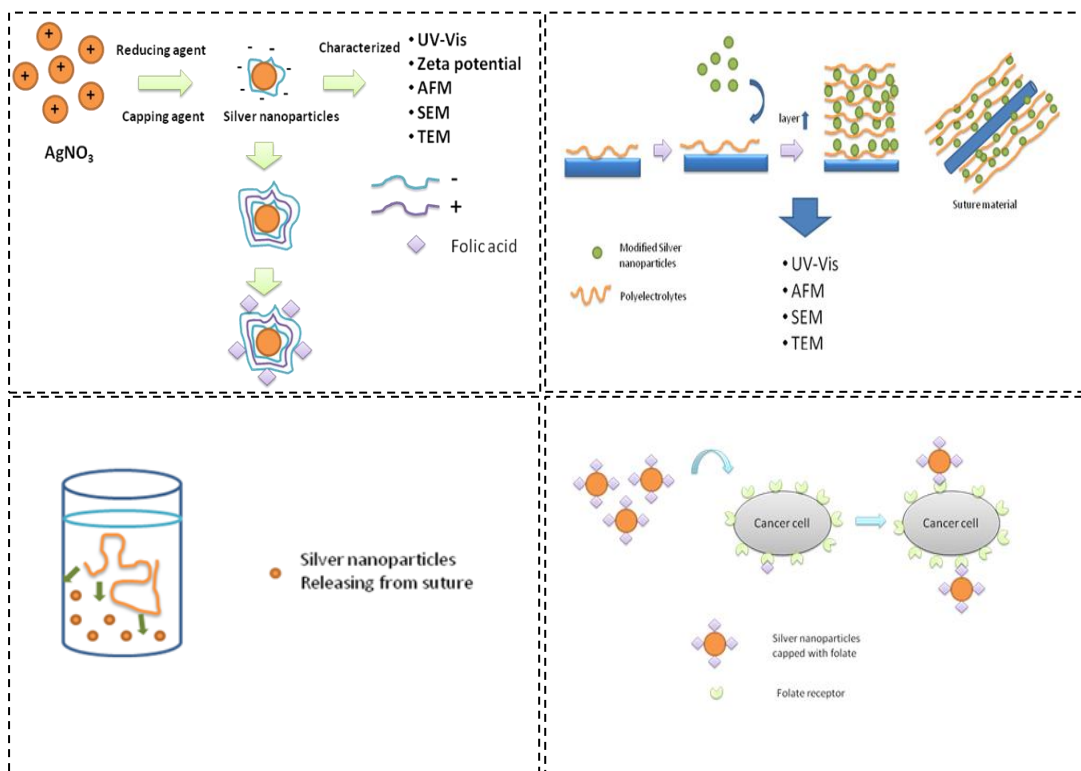 Reducing agent
Capping agent
AgNO₃
+
+
+
+
+
+
-
-
-
-
-
-
-
Silver nanoparticles
Characterized
• UV-Vis
• Zeta potential
• AFM
• SEM
• TEM
-
+
Folic acid
layer
Suture material
Modified Silver
nanoparticles
Polyelectrolytes
• UV-Vis
• AFM
• SEM
• TEM
Silver nanoparticles
Releasing from suture
Cancer cell
Cancer cell
Silver nanoparticles
capped with folate
Folate receptor